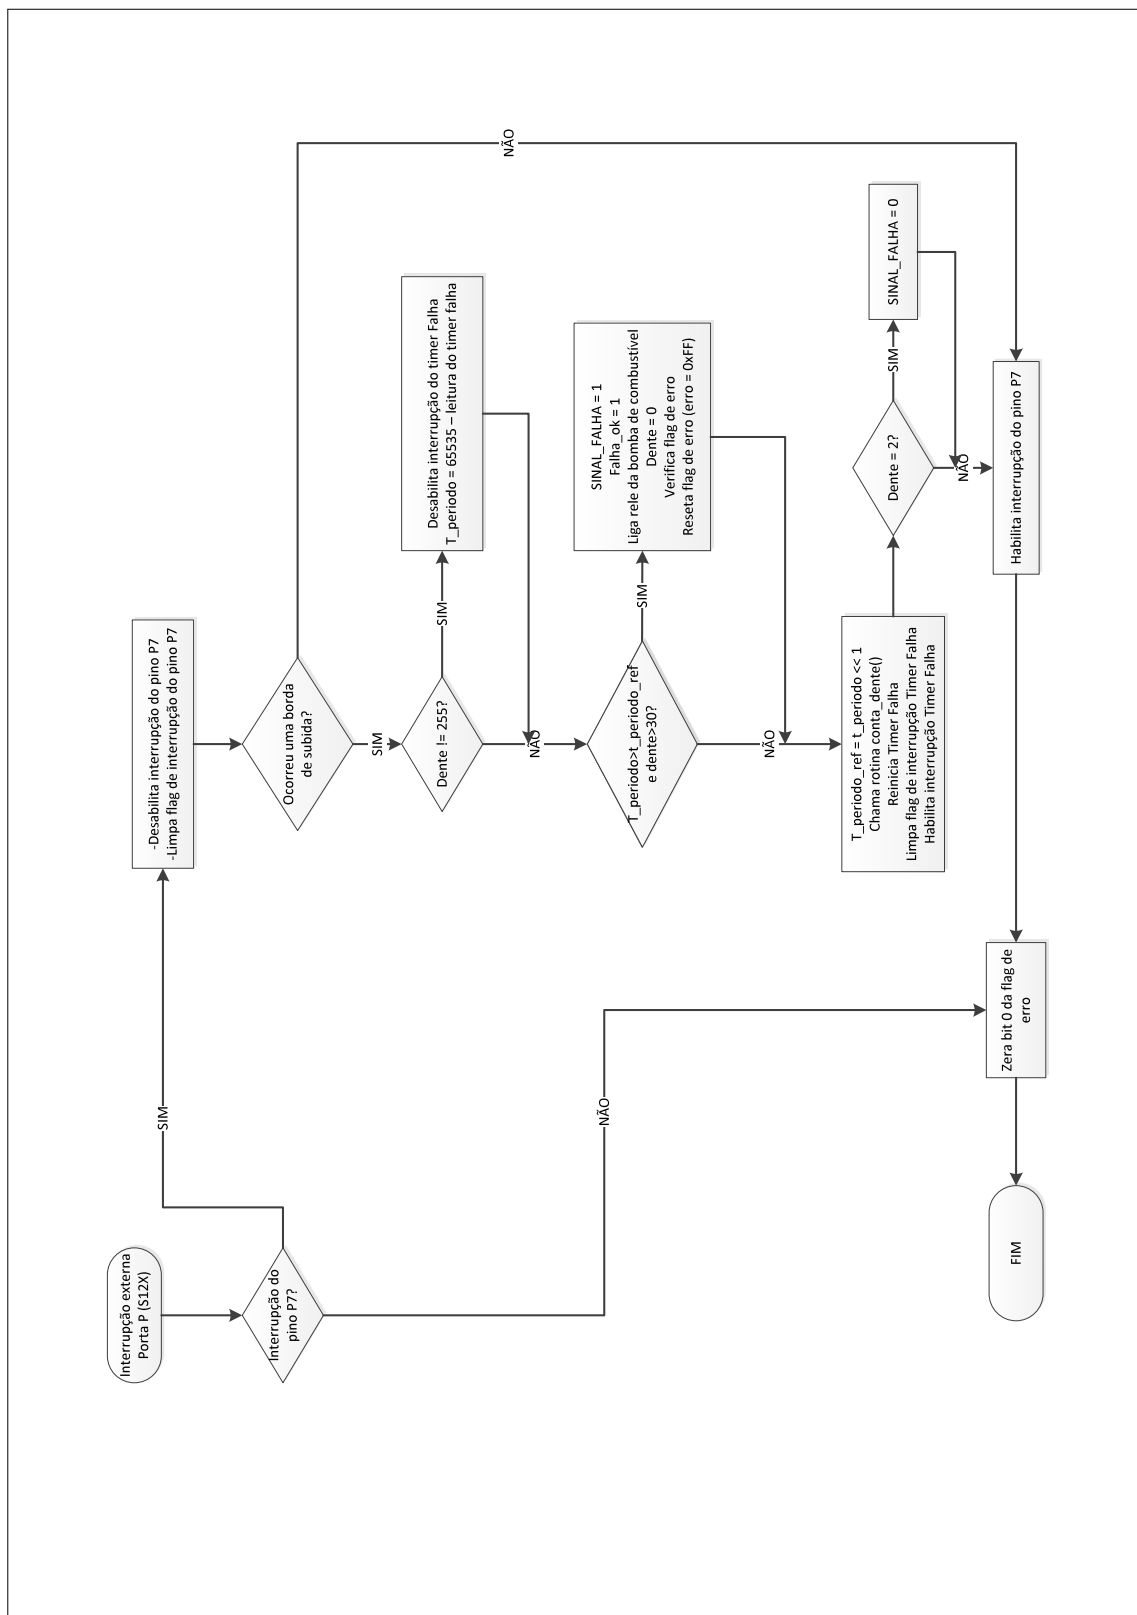 Interrupção externa
Porta P (S12X)
Interrupção do
pino P7?
SIM
NÃO
-Desabilita interrupção do pino P7
-Limpa flag de interrupção do pino P7
Ocorreu uma borda
de subida?
NÃO
SIM
Dente != 255?
SIM
Desabilita interrupção do timer Falha
T_periodo = 65535 – leitura do timer falha
NÃO
T_periodo>t_periodo_ref
e dente>30?
SIM
SINAL_FALHA = 1
Falha_ok = 1
Liga rele da bomba de combustível
Dente = 0
Verifica flag de erro
Reseta flag de erro (erro = 0xFF)
NÃO
T_periodo_ref = t_periodo << 1
Chama rotina conta_dente()
Reinicia Timer Falha
Limpa flag de interrupção Timer Falha
Habilita interrupção Timer Falha
Dente = 2?
SIM
SINAL_FALHA = 0
NÃO
Habilita interrupção do pino P7
Zera bit 0 da flag de
erro
FIM